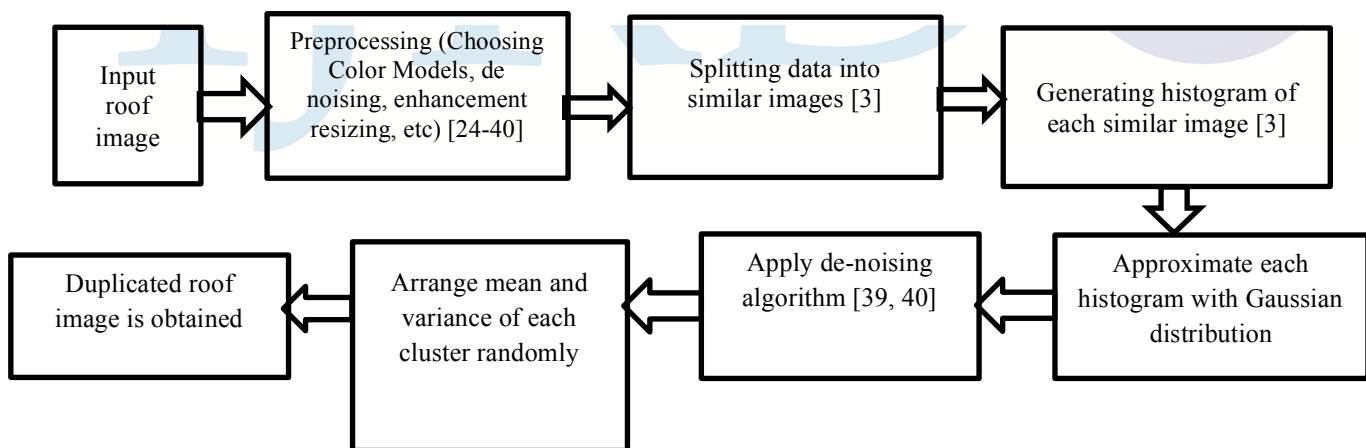 Input
roof
image
Preprocessing (Choosing
Color Models, de
noising, enhancement
resizing, etc) [24-40]
Splitting data into
similar images [3]
Generating histogram of
each similar image [3]
Approximate each
histogram with Gaussian
distribution
Apply de-noising
algorithm [39, 40]
Arrange mean and
variance of each
cluster randomly
Duplicated roof
image is obtained